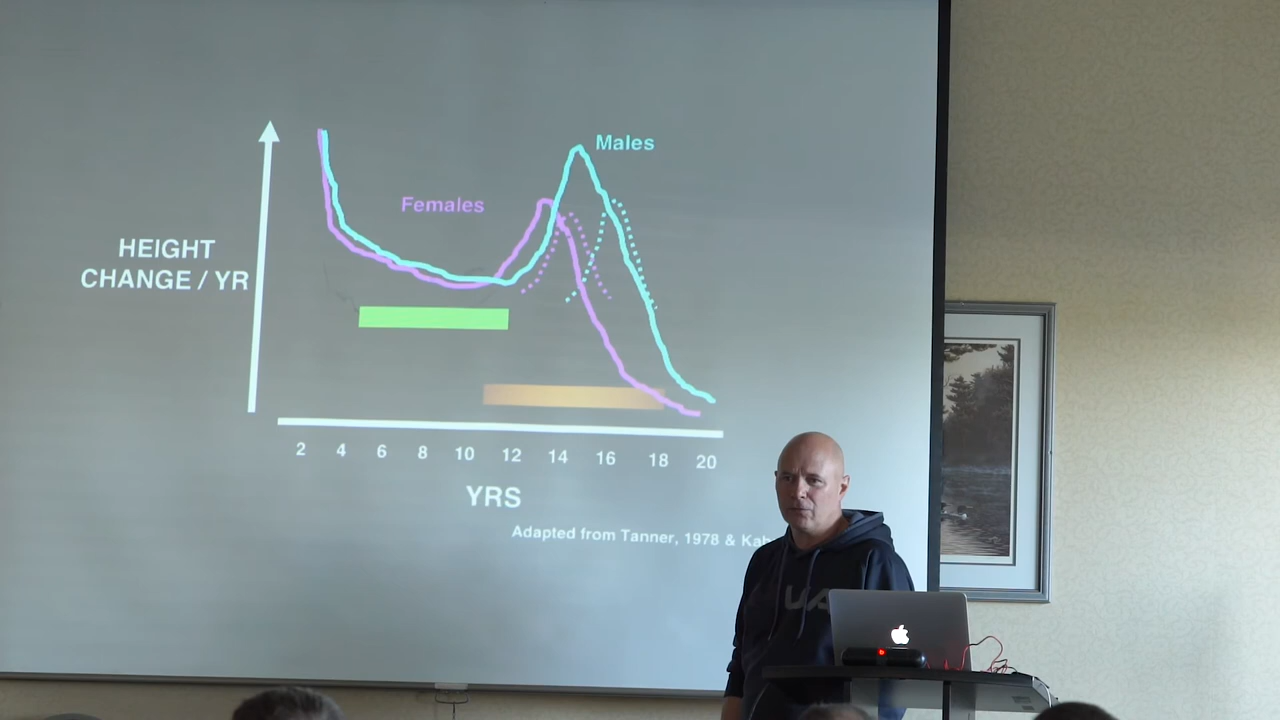 Males
Females
HEIGHT
CHANGE / YR
2 4 6 8 10 12 14 16 18 20
YRS
Adapted from Tanner, 1978 &